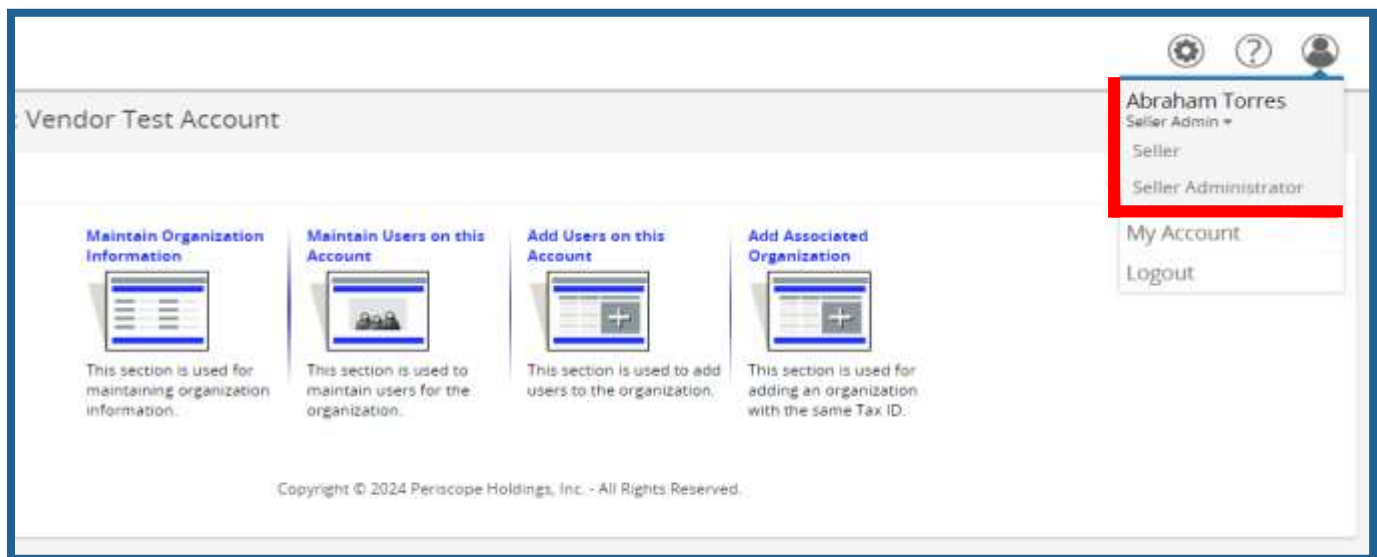 Abraham Torres
Seller Admin
Seller
Seller Administrator
My Account
Logout
: Vendor Test Account
Maintain Organization
Information
This section is used for
maintaining organization
information.
Maintain Users on this
Account
This section is used to
maintain users for the
organization.
Add Users on this
Account
This section is used to add
users to the organization.
Add Associated
Organization
This section is used for
adding an organization
with the same Tax ID.
Copyright © 2024 Periscope Holdings, Inc. - All Rights Reserved.